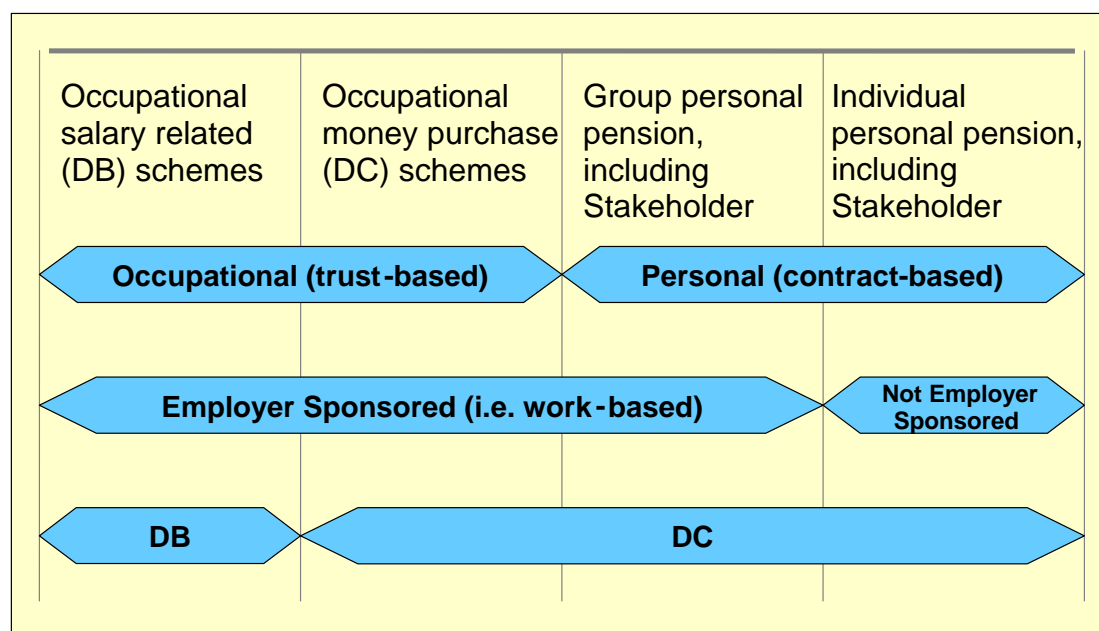 Occupational
salary related
(DB) schemes
Occupational
money purchase
(DC) schemes
Group personal
pension,
including
Stakeholder
Individual
personal pension,
including
Stakeholder
Occupational (trust-based)
Personal (contract-based)
Employer Sponsored (i.e. work-based)
Not Employer
Sponsored
DB
DC